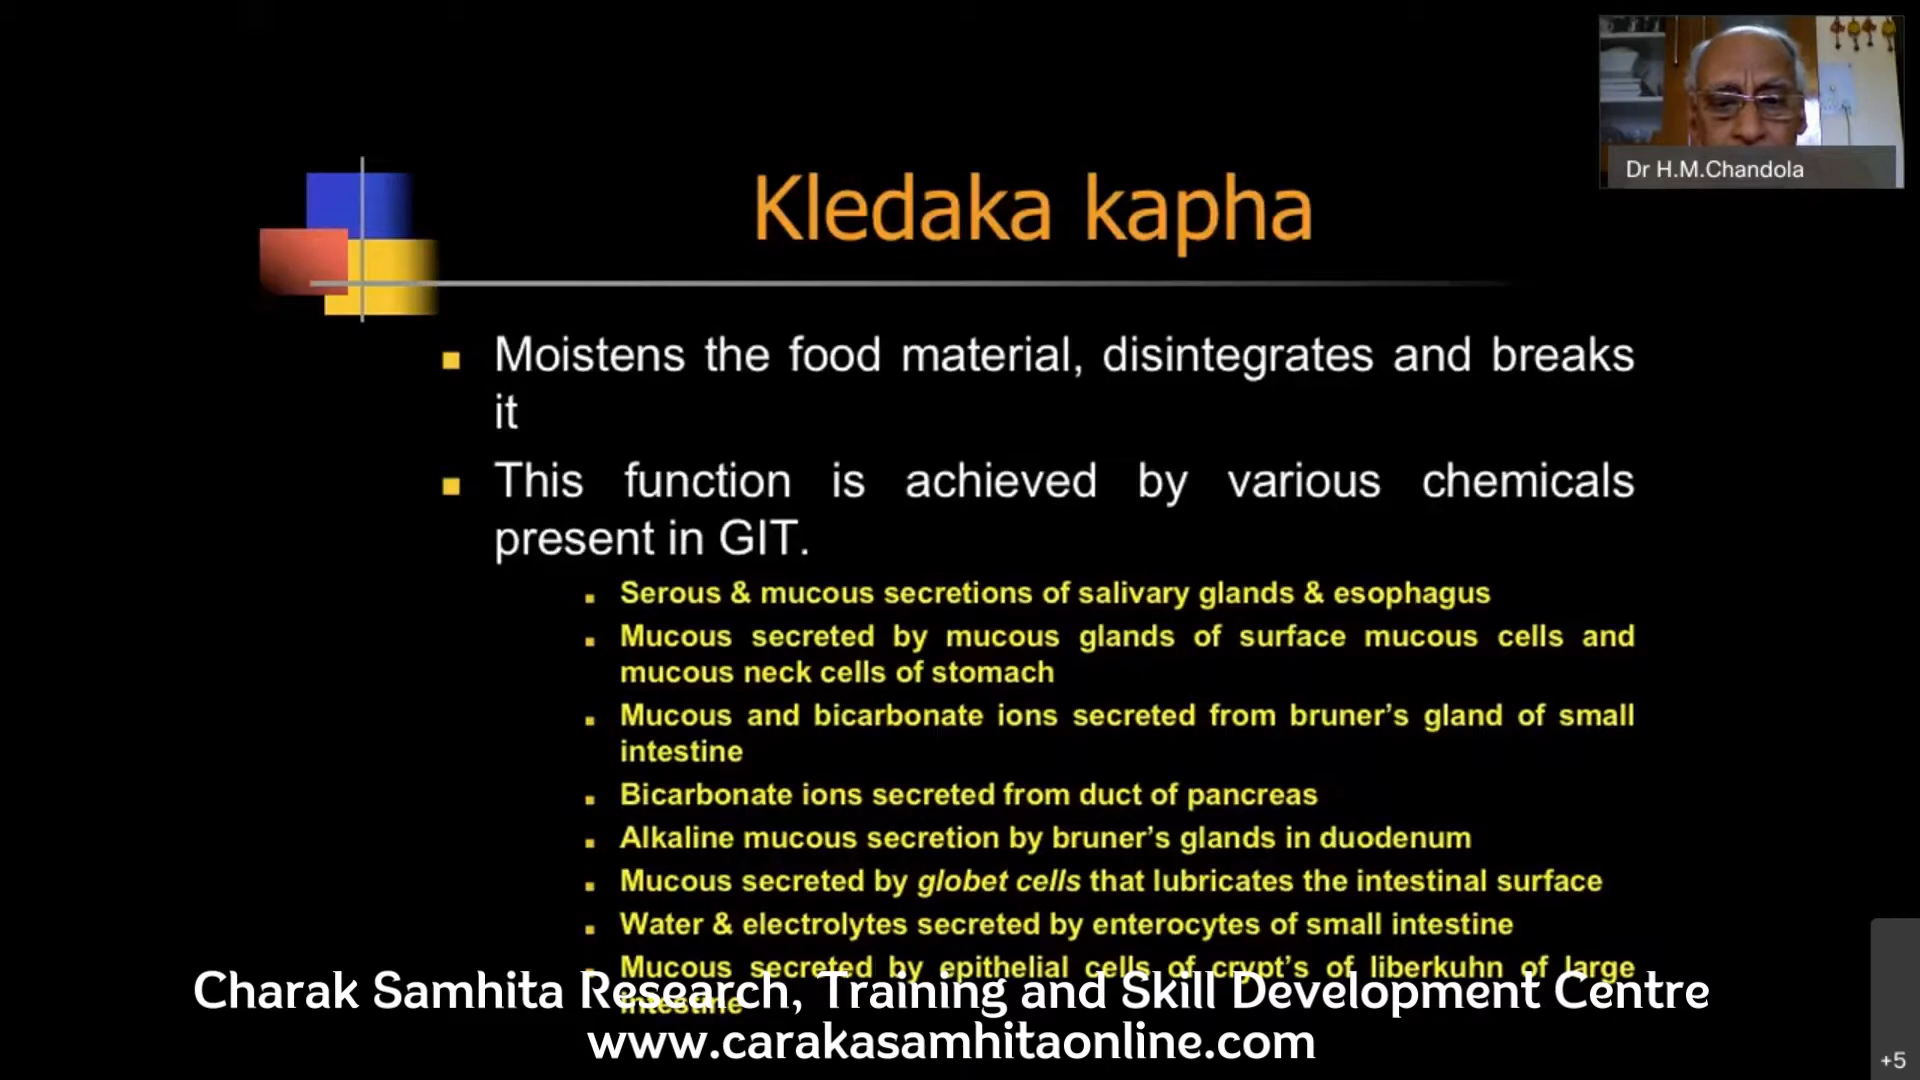 Dr H.M.Chandola
Kledaka kapha
Moistens the food material, disintegrates and breaks
it
This function is achieved by various chemicals
present in GIT.
Serous & mucous secretions of salivary glands & esophagus
Mucous secreted by mucous glands of surface mucous cells and
mucous neck cells of stomach
Mucous and bicarbonate ions secreted from bruner’s gland of small
intestine
Bicarbonate ions secreted from duct of pancreas
Alkaline mucous secretion by bruner’s glands in duodenum
Mucous secreted by globet cells that lubricates the intestinal surface
Water & electrolytes secreted by enterocytes of small intestine
Mucous secreted by epithelial cells of crypt’s of liberkuhn of large
intestine
Charak Samhita Research, Training and Skill Development Centre
www.carakasamhitaonline.com
+5